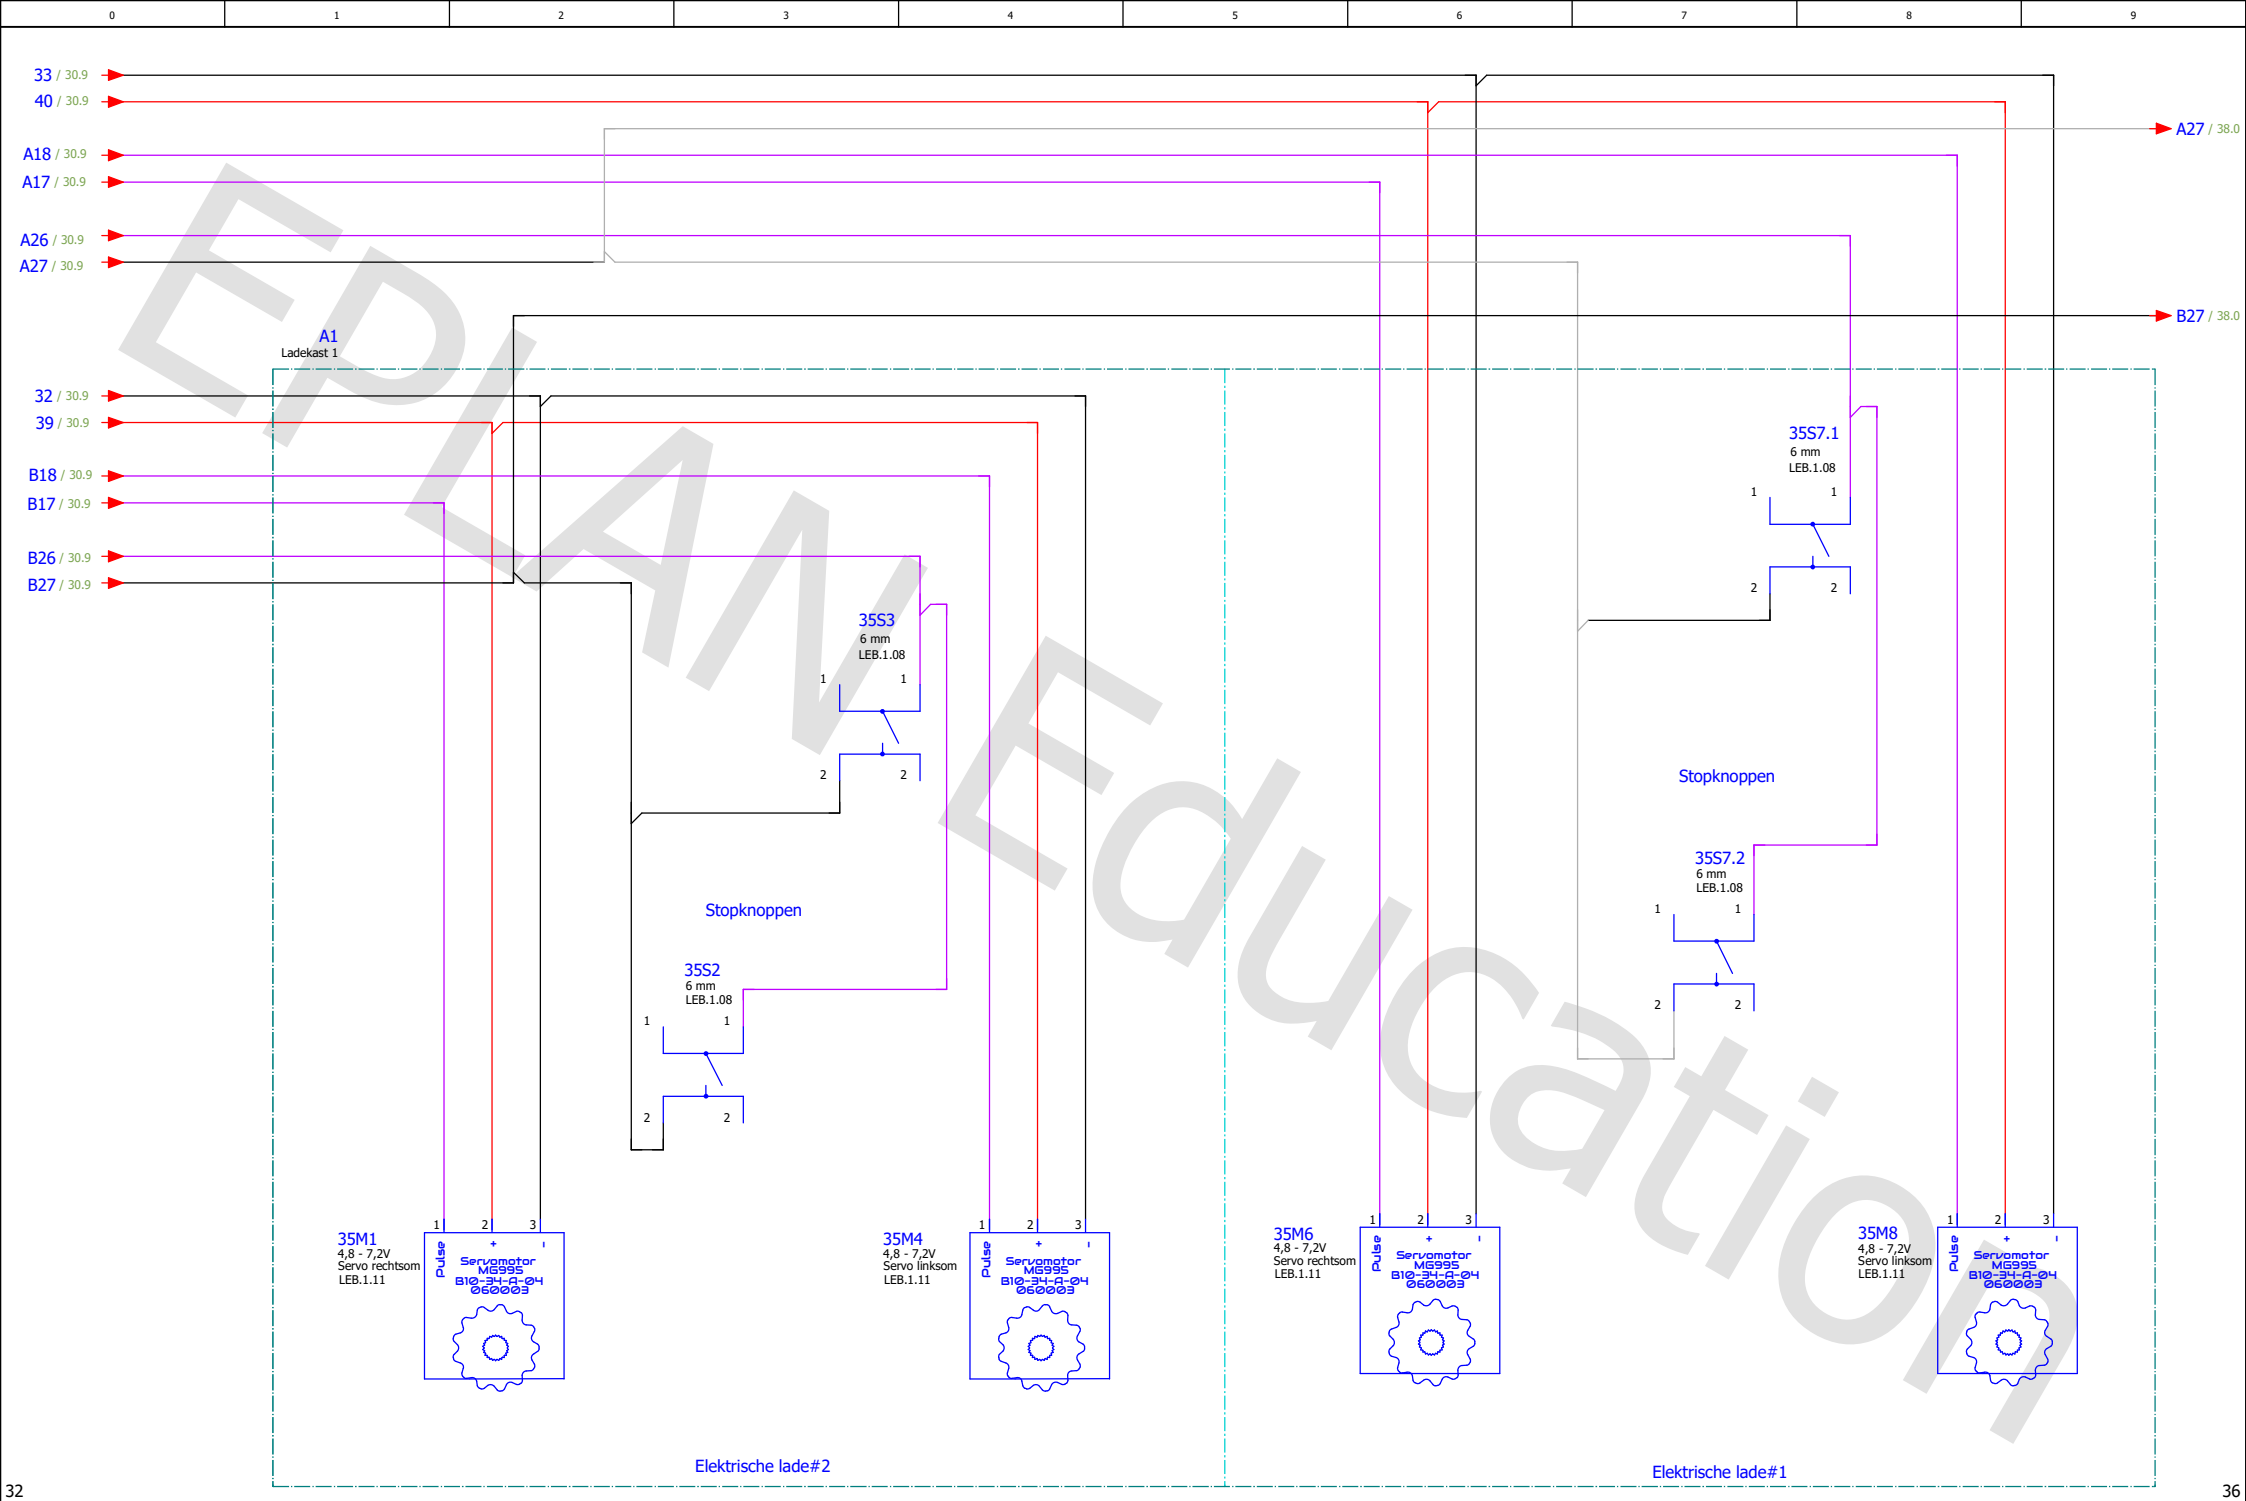 0 1 2 3 4 5 6 7 8 9
33 / 30.9
40 / 30.9
A27 / 38.0
A18 / 30.9
A17 / 30.9
A26 / 30.9
A27 / 30.9
B27 / 38.0
A1
Ladekast 1
32 / 30.9
39 / 30.9
B18 / 30.9
B17 / 30.9
B26 / 30.9
B27 / 30.9
35S7.1
6 mm
LEB.1.08
1 1
2 2
35S3
6 mm
LEB.1.08
1 1
2 2
Stopknoppen
35S7.2
6 mm
LEB.1.08
1 1
2 2
Stopknoppen
35S2
6 mm
LEB.1.08
1 1
2 2
35M1
4,8 - 7,2V
Servo rechtsom
LEB.1.11
1 2 3
Pulse + -
Servomotor
MG995
B10-34-A-04
060003
35M4
4,8 - 7,2V
Servo linksom
LEB.1.11
1 2 3
Pulse + -
Servomotor
MG995
B10-34-A-04
060003
35M6
4,8 - 7,2V
Servo rechtsom
LEB.1.11
1 2 3
Pulse + -
Servomotor
MG995
B10-34-A-04
060003
35M8
4,8 - 7,2V
Servo linksom
LEB.1.11
1 2 3
Pulse + -
Servomotor
MG995
B10-34-A-04
060003
Elektrische lade#2
Elektrische lade#1
32
36
EPLAN Education